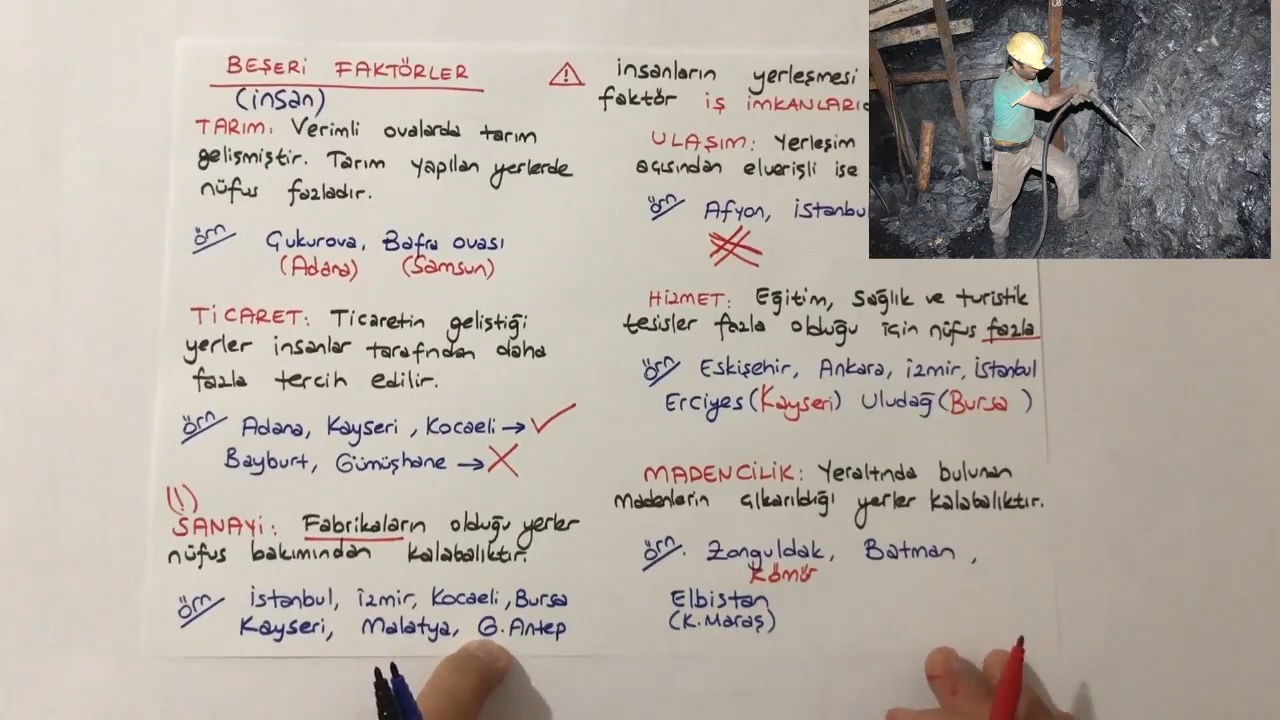 BEŞERİ FAKTÖRLER
(insan)
TARIM: Verimli ovalarda tarım
gelişmiştir. Tarım yapılan yerlerde
nüfus fazladır.
örn Çukurova, Bafra ovası
(Adana) (Samsun)
TİCARET: Ticaretin geliştiği
yerler insanlar tarafından daha
fazla tercih edilir.
örn Adana, Kayseri, Kocaeli → ✓
Bayburt, Gümüşhane → X
(!)
SANAYİ: Fabrikaların olduğu yerler
nüfus bakımından kalabalıktır.
örn İstanbul, İzmir, Kocaeli, Bursa
Kayseri, Malatya, G.Antep
⚠ insanların yerleşmesi
faktör İŞ İMKANLARID
ULAŞIM: Yerleşim
açısından elverişli ise
örn Afyon, İstanbu
HİZMET: Eğitim, Sağlık ve turistik
tesisler fazla olduğu için nüfus fazla
örn Eskişehir, Ankara, İzmir, İstanbul
Erciyes (Kayseri) Uludağ (Bursa)
MADENCİLİK: Yeraltında bulunan
madenlerin çıkarıldığı yerler kalabalıktır.
örn. Zonguldak, Batman,
Kömür
Elbistan
(K.Maraş)